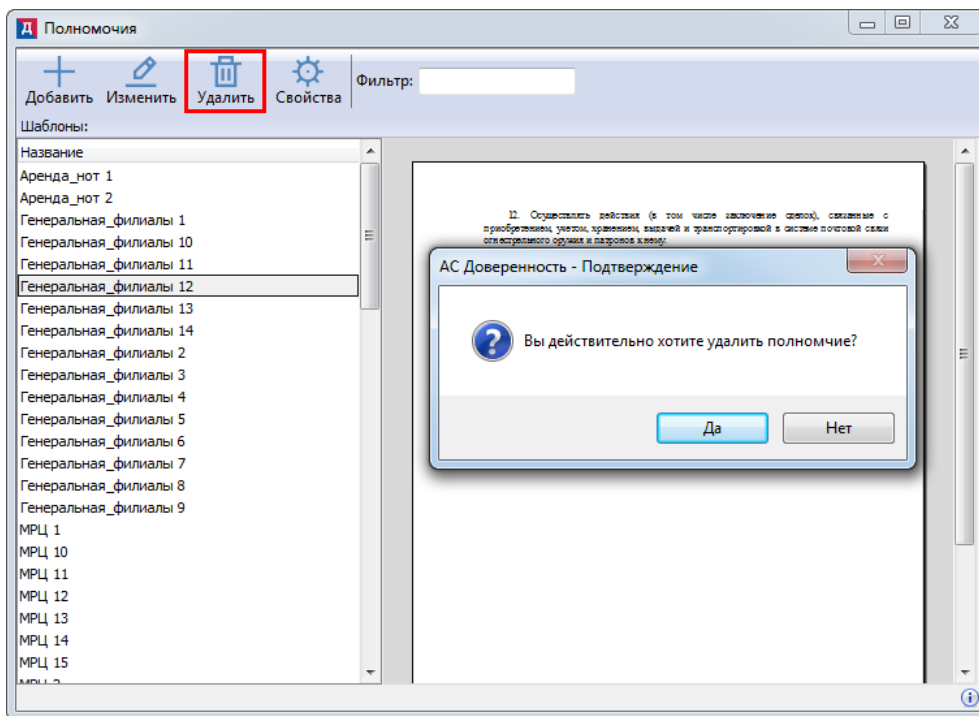 Д Полномочия
Добавить Изменить Удалить Свойства Фильтр:
Шаблоны:
Название
Аренда_нот 1
Аренда_нот 2
Генеральная_филиалы 1
Генеральная_филиалы 10
Генеральная_филиалы 11
Генеральная_филиалы 12
Генеральная_филиалы 13
Генеральная_филиалы 14
Генеральная_филиалы 2
Генеральная_филиалы 3
Генеральная_филиалы 4
Генеральная_филиалы 5
Генеральная_филиалы 6
Генеральная_филиалы 7
Генеральная_филиалы 8
Генеральная_филиалы 9
МРЦ 1
МРЦ 10
МРЦ 11
МРЦ 12
МРЦ 13
МРЦ 14
МРЦ 15
МРЦ 2
12. Осуществлять действия (в том числе заключение сделок), связанные с
приобретением, учетом, хранением, выдачей и транспортировкой в системе почтовой связи
огнестрельного оружия и патронов к нему.
АС Доверенность - Подтверждение
Вы действительно хотите удалить полномчие?
Да Нет